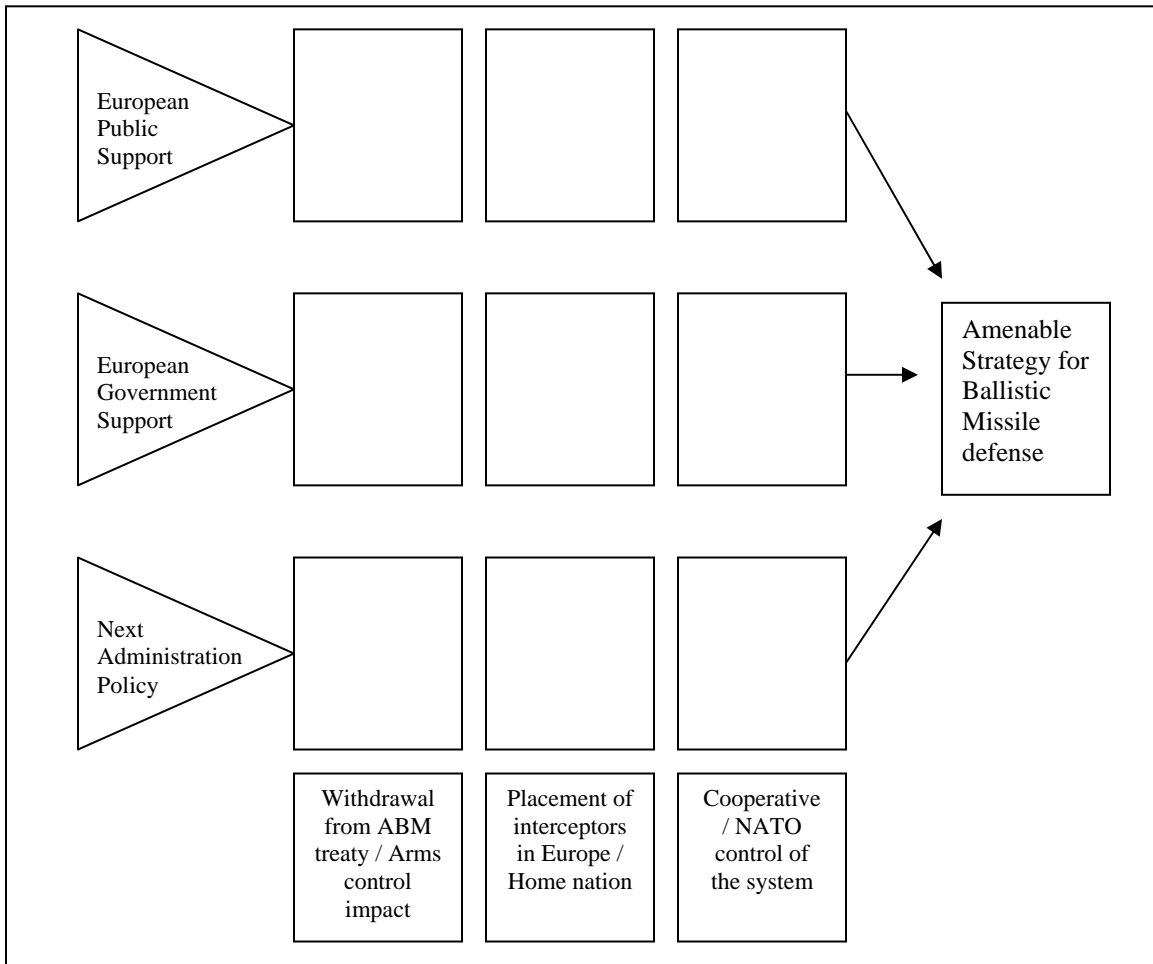 European
Public
Support
European
Government
Support
Amenable
Strategy for
Ballistic
Missile
defense
Next
Administration
Policy
Withdrawal
from ABM
treaty / Arms
control
impact
Placement of
interceptors
in Europe /
Home nation
Cooperative
/ NATO
control of
the system